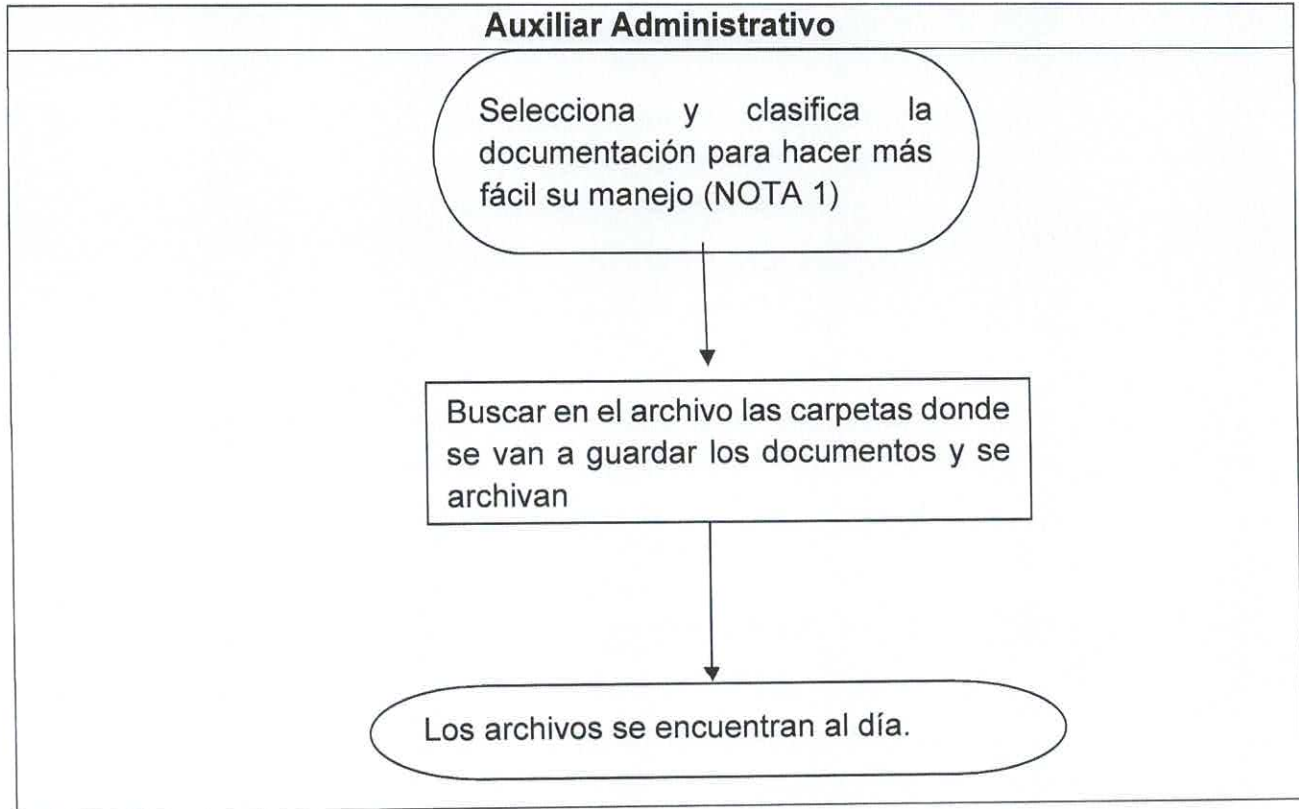 Auxiliar Administrativo
Selecciona y clasifica la
documentación para hacer más
fácil su manejo (NOTA 1)
Buscar en el archivo las carpetas donde
se van a guardar los documentos y se
archivan
Los archivos se encuentran al día.